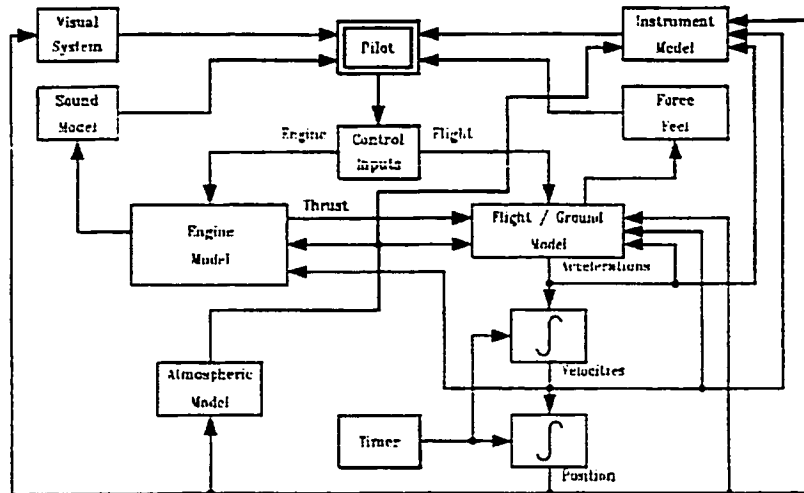 Visual
System
Pilot
Instrument
Model
Sound
Model
Force
Feel
Engine
Flight
Control
Inputs
Thrust
Engine
Model
Flight / Ground
Model
Accelerations
∫
Velocities
Atmospheric
Model
Timer
∫
Position